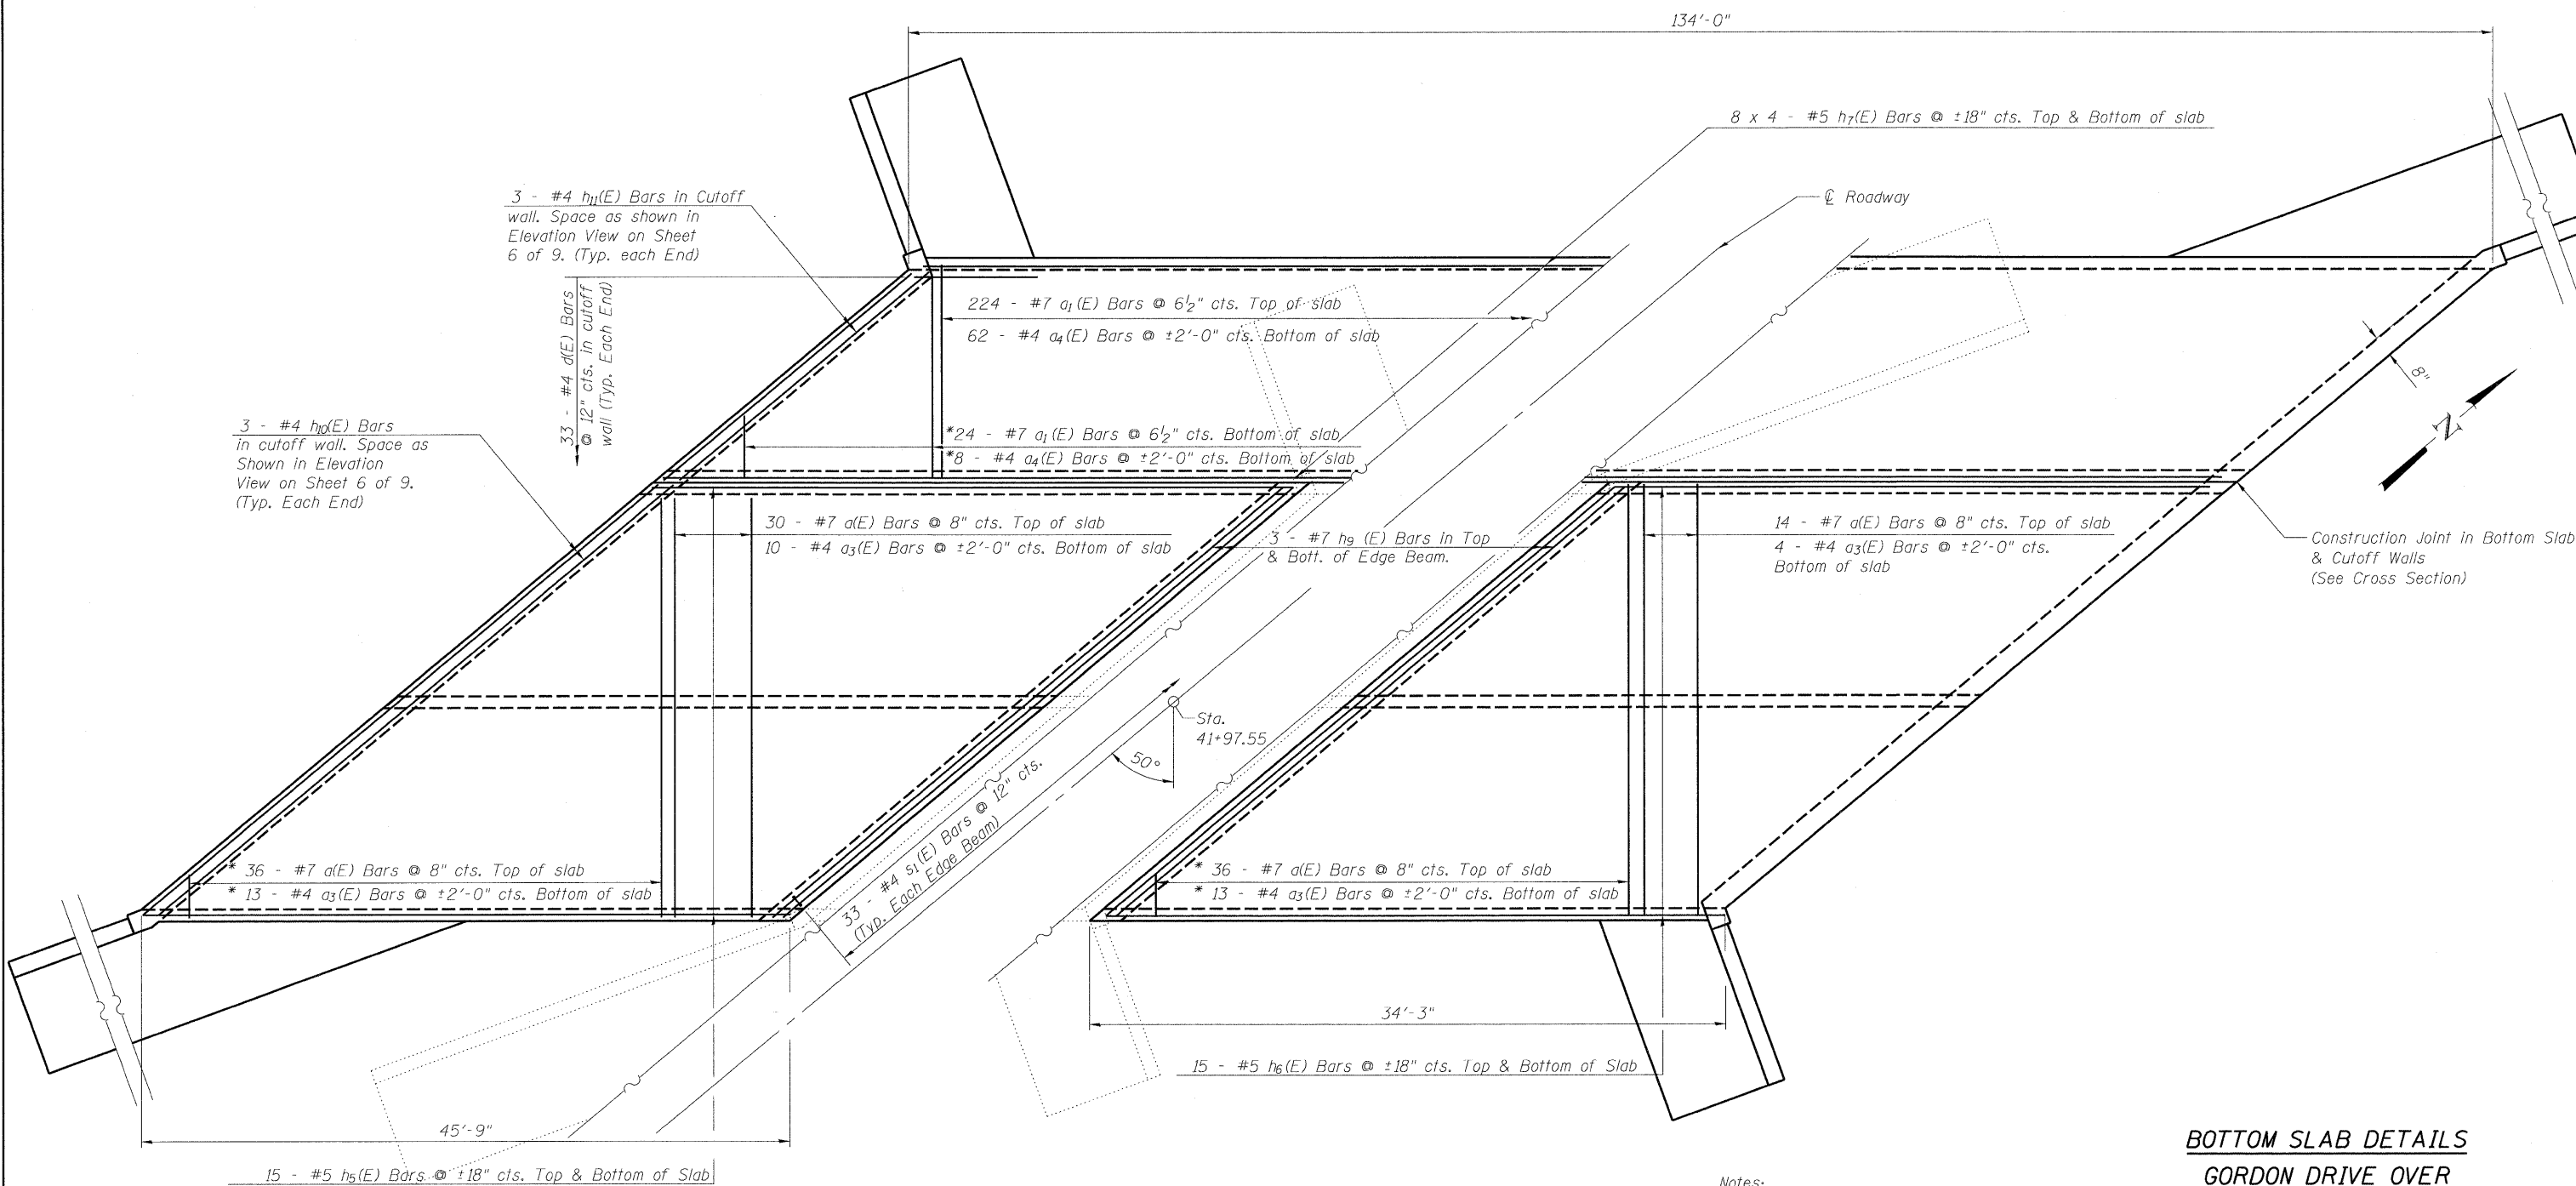 134'-0"
8 x 4 - #5 h7(E) Bars @ ±18" cts. Top & Bottom of slab
℄ Roadway
3 - #4 h11(E) Bars in Cutoff
wall. Space as shown in
Elevation View on Sheet
6 of 9. (Typ. each End)
33 - #4 d(E) Bars
@ 12" cts. in cutoff
wall (Typ. Each End)
224 - #7 a1(E) Bars @ 6½" cts. Top of slab
62 - #4 a4(E) Bars @ ±2'-0" cts. Bottom of slab
8"
N
3 - #4 h10(E) Bars
in cutoff wall. Space as
Shown in Elevation
View on Sheet 6 of 9.
(Typ. Each End)
*24 - #7 a1(E) Bars @ 6½" cts. Bottom of slab
*8 - #4 a4(E) Bars @ ±2'-0" cts. Bottom of slab
30 - #7 a(E) Bars @ 8" cts. Top of slab
10 - #4 a3(E) Bars @ ±2'-0" cts. Bottom of slab
3 - #7 h9 (E) Bars in Top
& Bott. of Edge Beam.
14 - #7 a(E) Bars @ 8" cts. Top of slab
4 - #4 a3(E) Bars @ ±2'-0" cts.
Bottom of slab
Construction Joint in Bottom Slab
& Cutoff Walls
(See Cross Section)
Sta.
41+97.55
50°
33 - #4 s1(E) Bars @ 12" cts.
(Typ. Each Edge Beam)
* 36 - #7 a(E) Bars @ 8" cts. Top of slab
* 13 - #4 a3(E) Bars @ ±2'-0" cts. Bottom of slab
* 36 - #7 a(E) Bars @ 8" cts. Top of slab
* 13 - #4 a3(E) Bars @ ±2'-0" cts. Bottom of slab
34'-3"
15 - #5 h6(E) Bars @ ±18" cts. Top & Bottom of Slab
45'-9"
15 - #5 h5(E) Bars @ ±18" cts. Top & Bottom of Slab
BOTTOM SLAB DETAILS
GORDON DRIVE OVER
Notes: